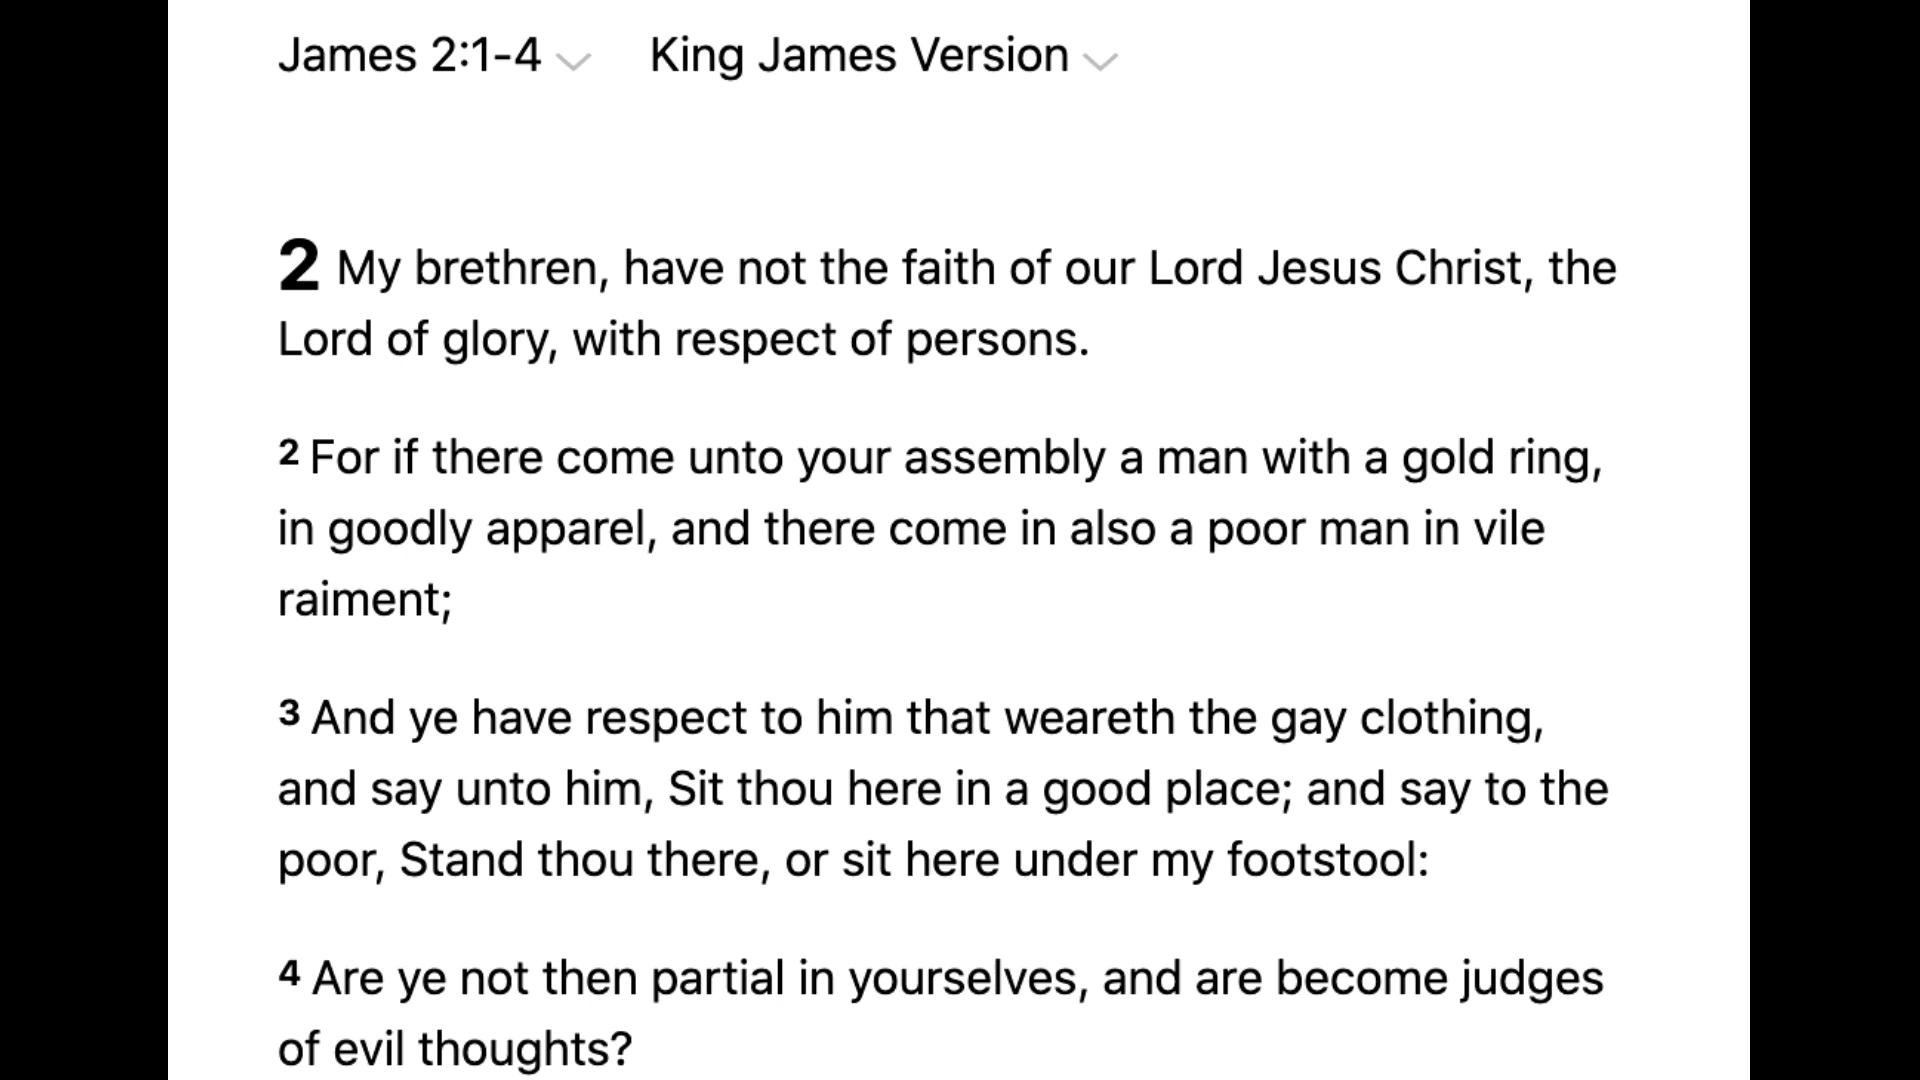 James 2:1-4 King James Version
2 My brethren, have not the faith of our Lord Jesus Christ, the
Lord of glory, with respect of persons.
2 For if there come unto your assembly a man with a gold ring,
in goodly apparel, and there come in also a poor man in vile
raiment;
3 And ye have respect to him that weareth the gay clothing,
and say unto him, Sit thou here in a good place; and say to the
poor, Stand thou there, or sit here under my footstool:
4 Are ye not then partial in yourselves, and are become judges
of evil thoughts?